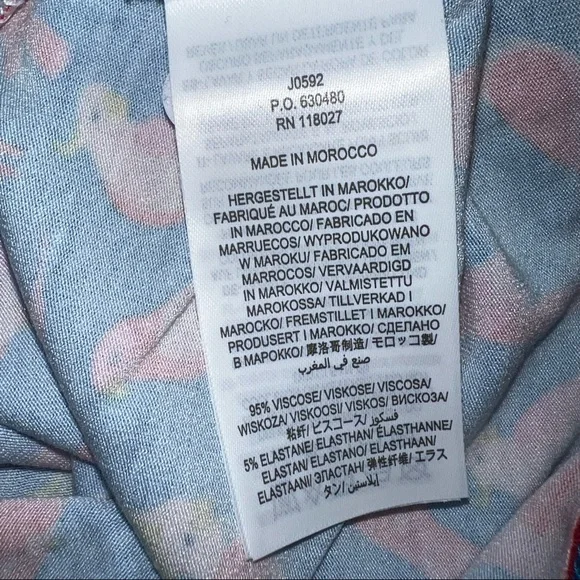 J0592
P.O. 630480
RN 118027
MADE IN MOROCCO
HERGESTELLT IN MAROKKO/
FABRIQUÉ AU MAROC/ PRODOTTO
IN MAROCCO/ FABRICADO EN
MARRUECOS/ WYPRODUKOWANO
W MAROKU/ FABRICADO EM
MARROCOS/ VERVAARDIGD
IN MAROKKO/ VALMISTETTU
MAROKOSSA/ TILLVERKAD I
MAROCKO/ FREMSTILLET I MAROKKO/
PRODUSERT I MAROKKO/ СДЕЛАНО
В МАРОККО/ 摩洛哥制造/ モロッコ製/
صنع في المغرب
95% VISCOSE/ VISKOSE/ VISCOSA/
WISKOZA/ VISKOOSI/ VISKOS/ ВИСКОЗА/
粘纤/ ビスコース/ فسكوز
5% ELASTANE/ ELASTHAN/ ÉLASTHANNE/
ELASTAN/ ELASTANO/ ELASTHAAN/
ELASTAANI/ ЭЛАСТАН/ 弹性纤维/ エラス
タン/ إيلاستين